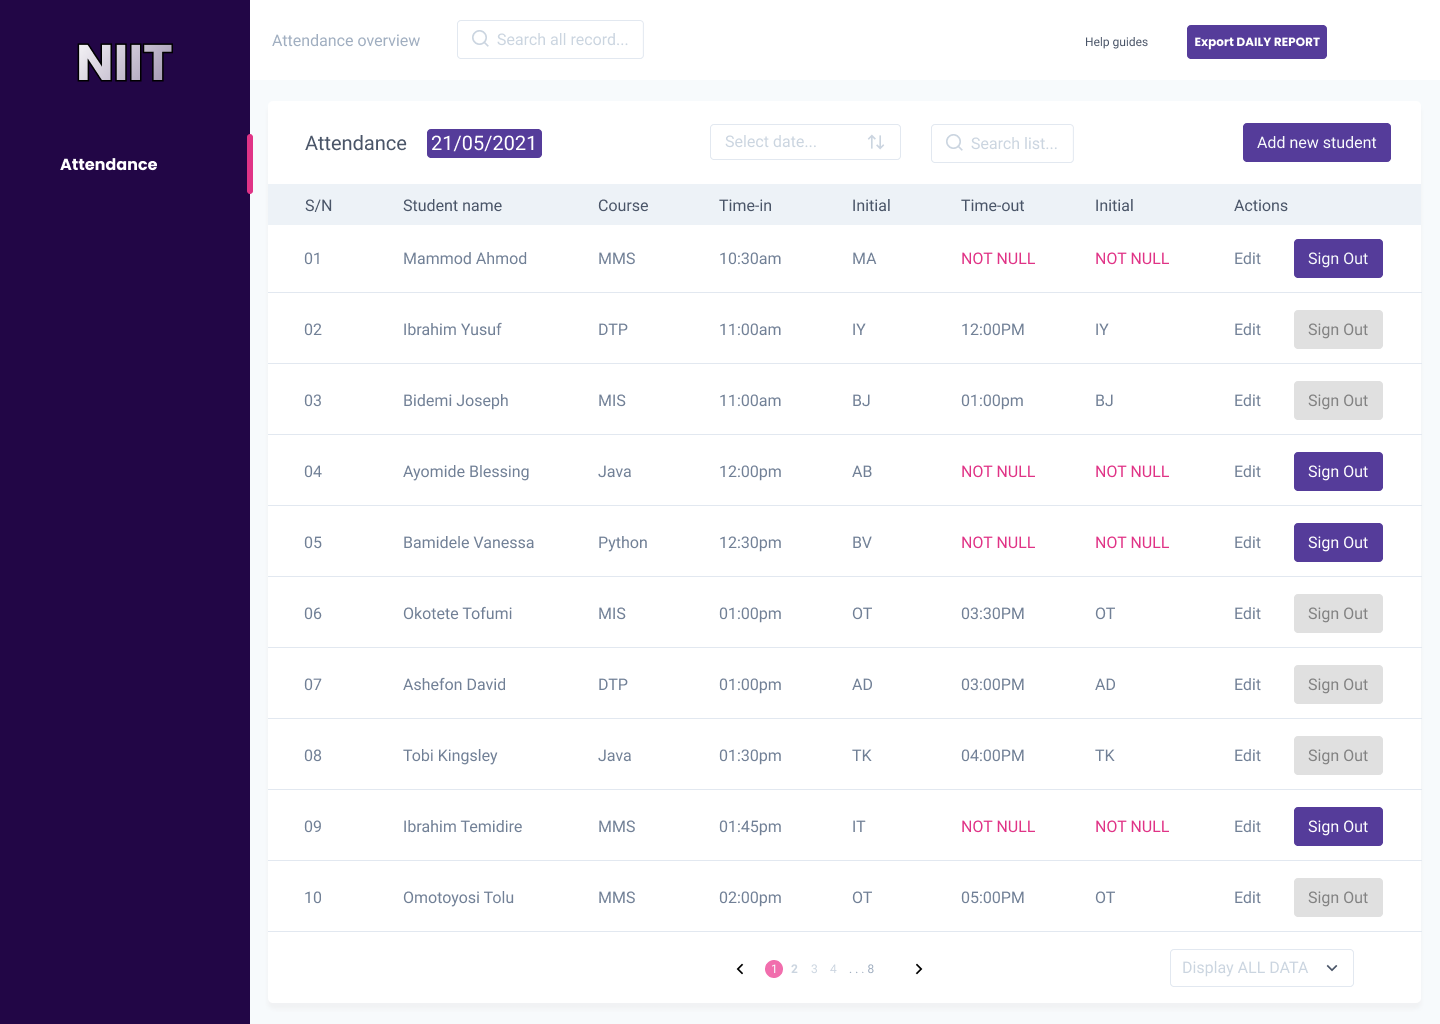 NIIT
Attendance
Attendance overview Search all record... Help guides Export DAILY REPORT
Attendance 21/05/2021 Select date... Search list... Add new student
S/N Student name Course Time-in Initial Time-out Initial Actions
01 Mammod Ahmod MMS 10:30am MA NOT NULL NOT NULL Edit Sign Out
02 Ibrahim Yusuf DTP 11:00am IY 12:00PM IY Edit Sign Out
03 Bidemi Joseph MIS 11:00am BJ 01:00pm BJ Edit Sign Out
04 Ayomide Blessing Java 12:00pm AB NOT NULL NOT NULL Edit Sign Out
05 Bamidele Vanessa Python 12:30pm BV NOT NULL NOT NULL Edit Sign Out
06 Okotete Tofumi MIS 01:00pm OT 03:30PM OT Edit Sign Out
07 Ashefon David DTP 01:00pm AD 03:00PM AD Edit Sign Out
08 Tobi Kingsley Java 01:30pm TK 04:00PM TK Edit Sign Out
09 Ibrahim Temidire MMS 01:45pm IT NOT NULL NOT NULL Edit Sign Out
10 Omotoyosi Tolu MMS 02:00pm OT 05:00PM OT Edit Sign Out
1 2 3 4 ...8 Display ALL DATA